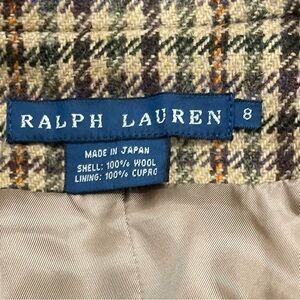 RALPH LAUREN 8
MADE IN JAPAN
SHELL: 100% WOOL
LINING: 100% CUPRO